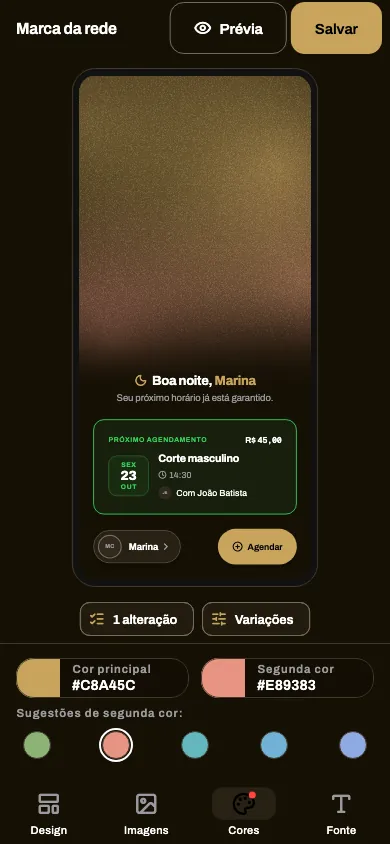 Marca da rede
Prévia
Salvar
Boa noite, Marina
Seu próximo horário já está garantido.
PRÓXIMO AGENDAMENTO
R$ 45,00
SEX
23
OUT
Corte masculino
14:30
Com João Batista
MC
Marina
Agendar
1 alteração
Variações
Cor principal
#C8A45C
Segunda cor
#E89383
Sugestões de segunda cor:
Design
Imagens
Cores
Fonte